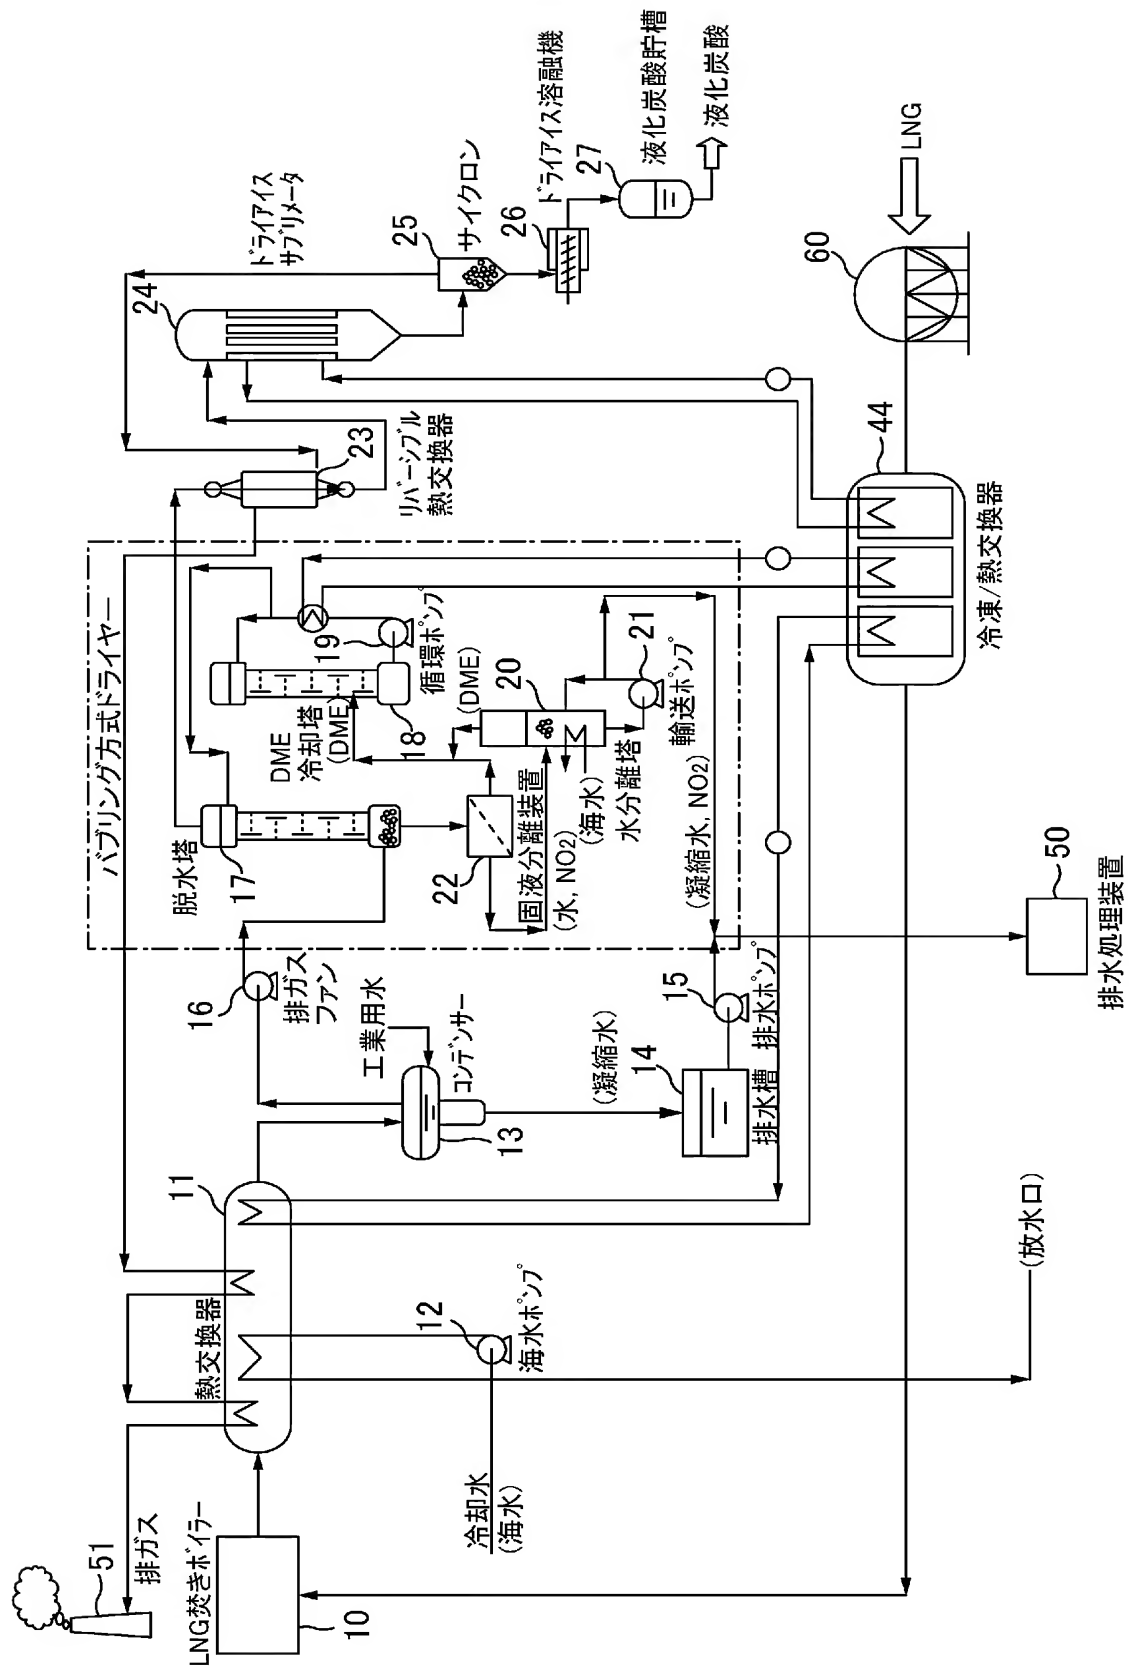 51
排ガス
LNG焚きボイラー
10
熱交換器
11
12
海水ポンプ
冷却水
(海水)
(放水口)
工業用水
コンデンサー
13
(凝縮水)
14
排水槽
15
排水ポンプ
16
排ガス
ファン
50
排水処理装置
バブリング方式ドライヤー
脱水塔
17
22
固液分離装置
(水, NO2)
DME
冷却塔
(DME)
18
19
循環ポンプ
(DME)
20
(海水)
水分離塔
21
輸送ポンプ
(凝縮水, NO2)
リバーシブル
熱交換器
23
24
ドライアイス
サブリメータ
25
サイクロン
26
ドライアイス溶融機
27
液化炭酸貯槽
液化炭酸
44
冷凍/熱交換器
60
LNG